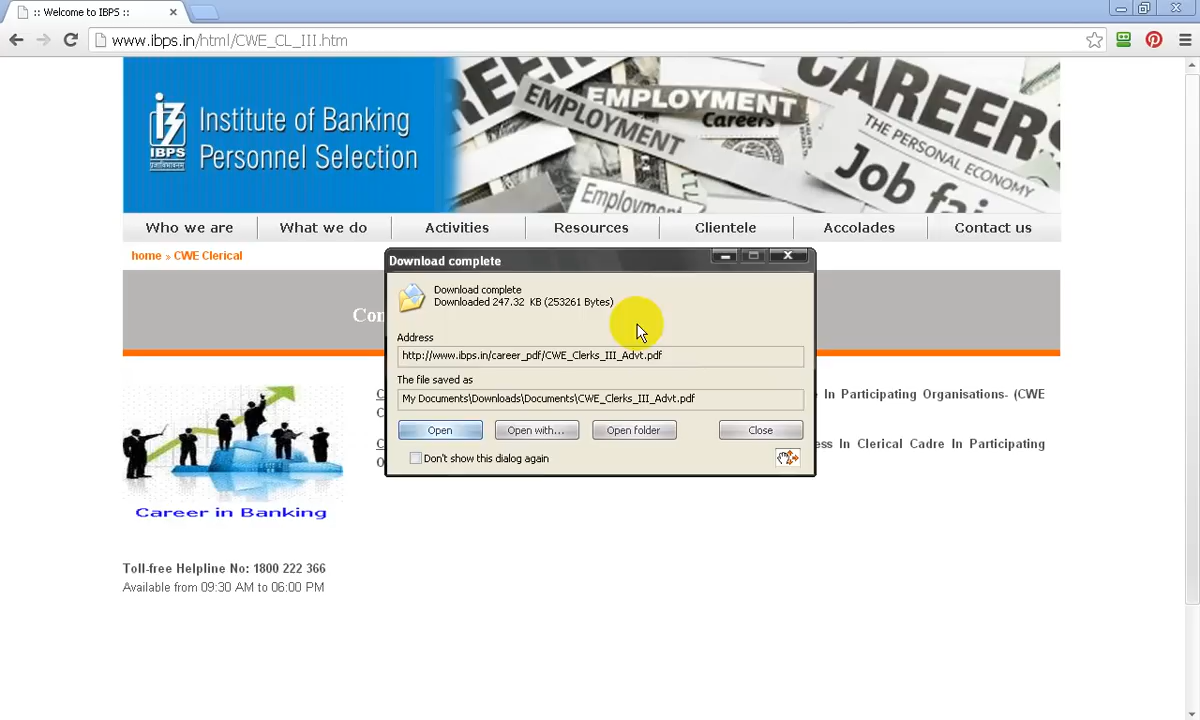 :: Welcome to IBPS ::
www.ibps.in/html/CWE_CL_III.htm
IBPS
Institute of Banking
Personnel Selection
EMPLOYMENT
EMPLOYMENT
Careers
Employme
CAREERS
THE PERSONAL ECONOMY
Job fai
Who we are
What we do
Activities
Resources
Clientele
Accolades
Contact us
home » CWE Clerical
Con
Download complete
Download complete
Downloaded 247.32 KB (253261 Bytes)
Address
http://www.ibps.in/career_pdf/CWE_Clerks_III_Advt.pdf
The file saved as
My Documents\Downloads\Documents\CWE_Clerks_III_Advt.pdf
Open
Open with...
Open folder
Close
Don't show this dialog again
C
In Participating Organisations- (CWE
C
C
ess In Clerical Cadre In Participating
O
Career in Banking
Toll-free Helpline No: 1800 222 366
Available from 09:30 AM to 06:00 PM